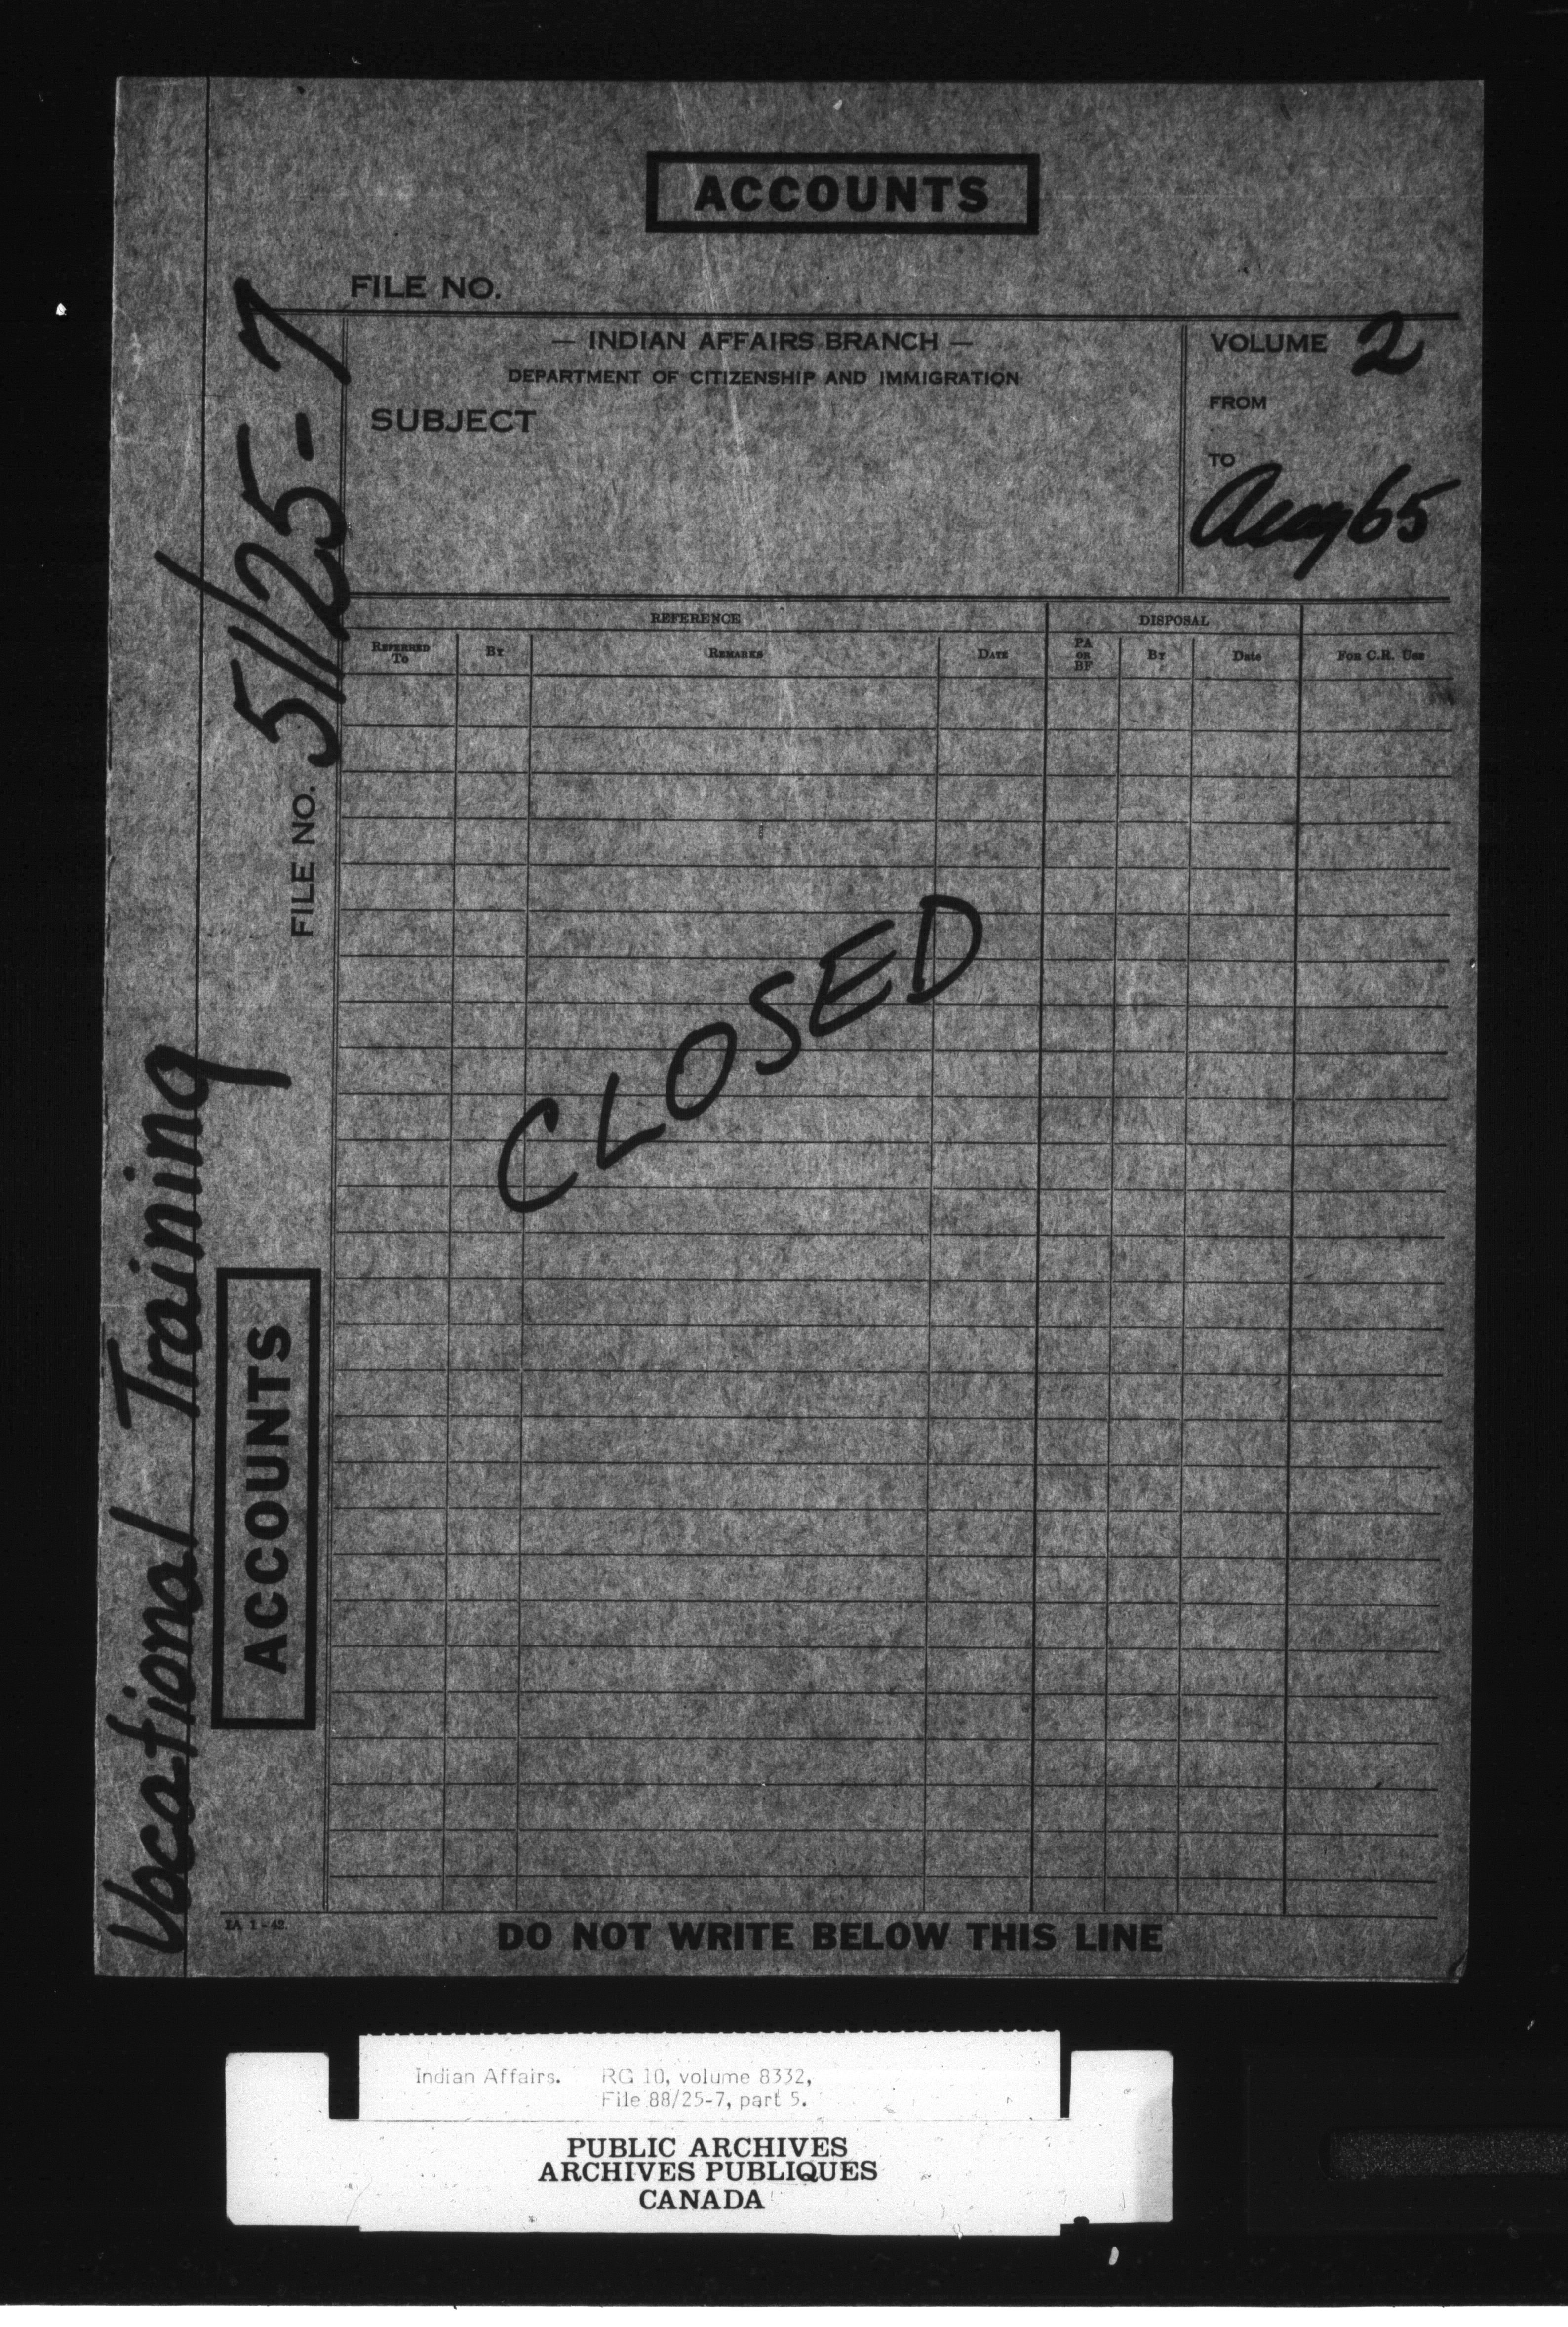 ACCOUNTS
FILE NO.
— INDIAN AFFAIRS BRANCH —
DEPARTMENT OF CITIZENSHIP AND IMMIGRATION
SUBJECT
VOLUME 2
FROM
TO
Aug 65
REFERENCE
DISPOSAL
REFERRED TO
BY
REMARKS
DATE
PA OR BF
BY
Date
FOR C.R. USE
CLOSED
FILE NO. 511/25-7
Vocational Training
ACCOUNTS
IA 1-42.
DO NOT WRITE BELOW THIS LINE
Indian Affairs. RG 10, volume 8332,
File 88/25-7, part 5.
PUBLIC ARCHIVES
ARCHIVES PUBLIQUES
CANADA